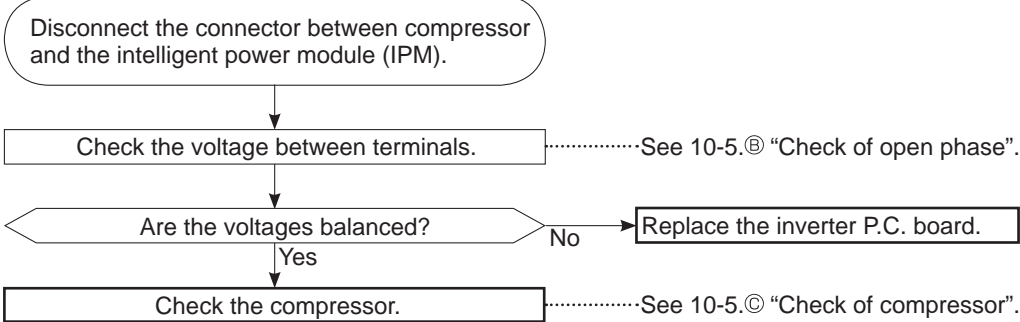 Disconnect the connector between compressor
and the intelligent power module (IPM).
Check the voltage between terminals.
See 10-5.Ⓑ “Check of open phase”.
Are the voltages balanced?
No
Replace the inverter P.C. board.
Yes
Check the compressor.
See 10-5.Ⓒ “Check of compressor”.